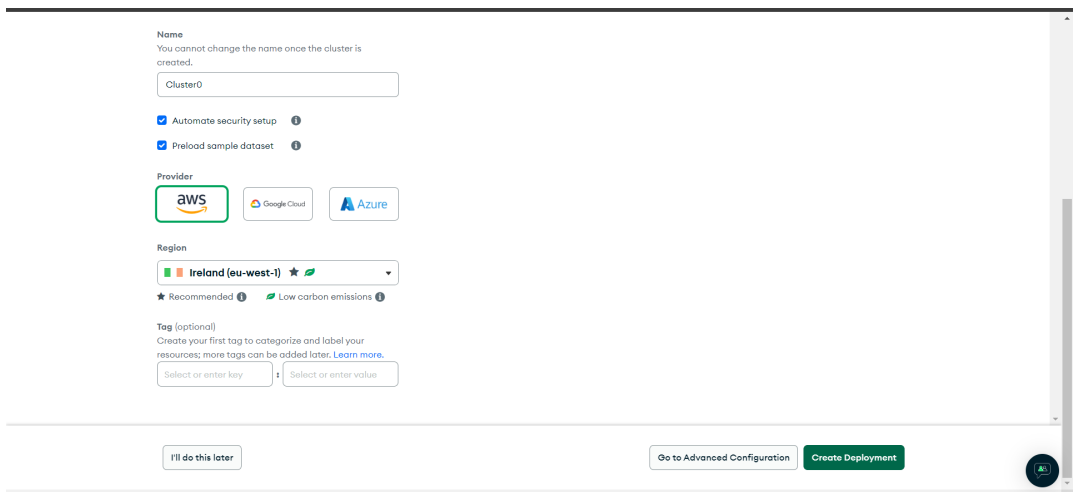 Name
You cannot change the name once the cluster is
created.
Cluster0
Automate security setup
Preload sample dataset
Provider
aws
Google Cloud
Azure
Region
Ireland (eu-west-1)
Recommended
Low carbon emissions
Tag (optional)
Create your first tag to categorize and label your
resources; more tags can be added later. Learn more.
Select or enter key : Select or enter value
I'll do this later
Go to Advanced Configuration
Create Deployment